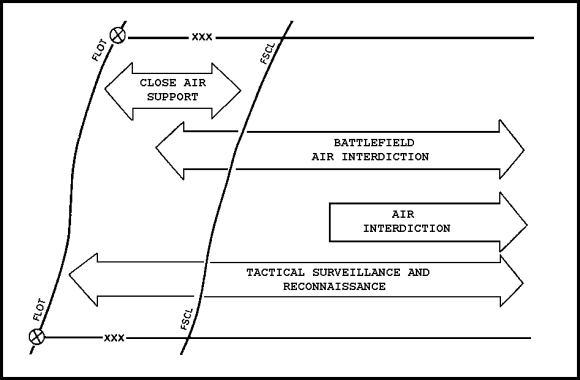 FLOT
XXX
FSCL
CLOSE AIR
SUPPORT
BATTLEFIELD
AIR INTERDICTION
AIR
INTERDICTION
TACTICAL SURVEILLANCE AND
RECONNAISSANCE
FLOT
XXX
FSCL